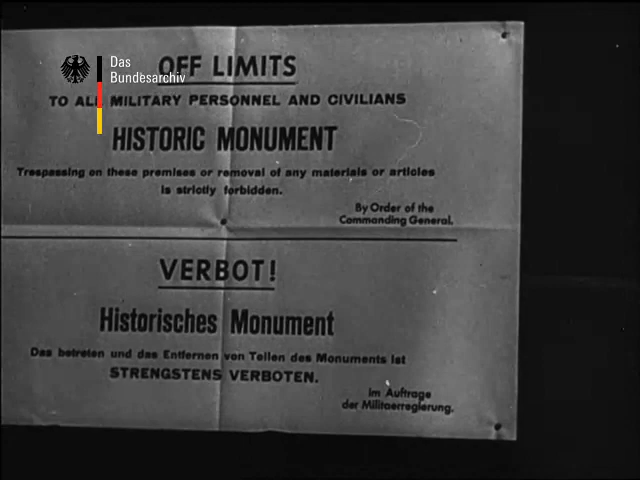 Das
Bundesarchiv
OFF LIMITS
TO ALL MILITARY PERSONNEL AND CIVILIANS
HISTORIC MONUMENT
Trespassing on these premises or removal of any materials or articles
is strictly forbidden.
By Order of the
Commanding General.
VERBOT!
Historisches Monument
Das betreten und das Entfernen von Teilen des Monuments ist
STRENGSTENS VERBOTEN.
im Auftrage
der Militaerregierung.